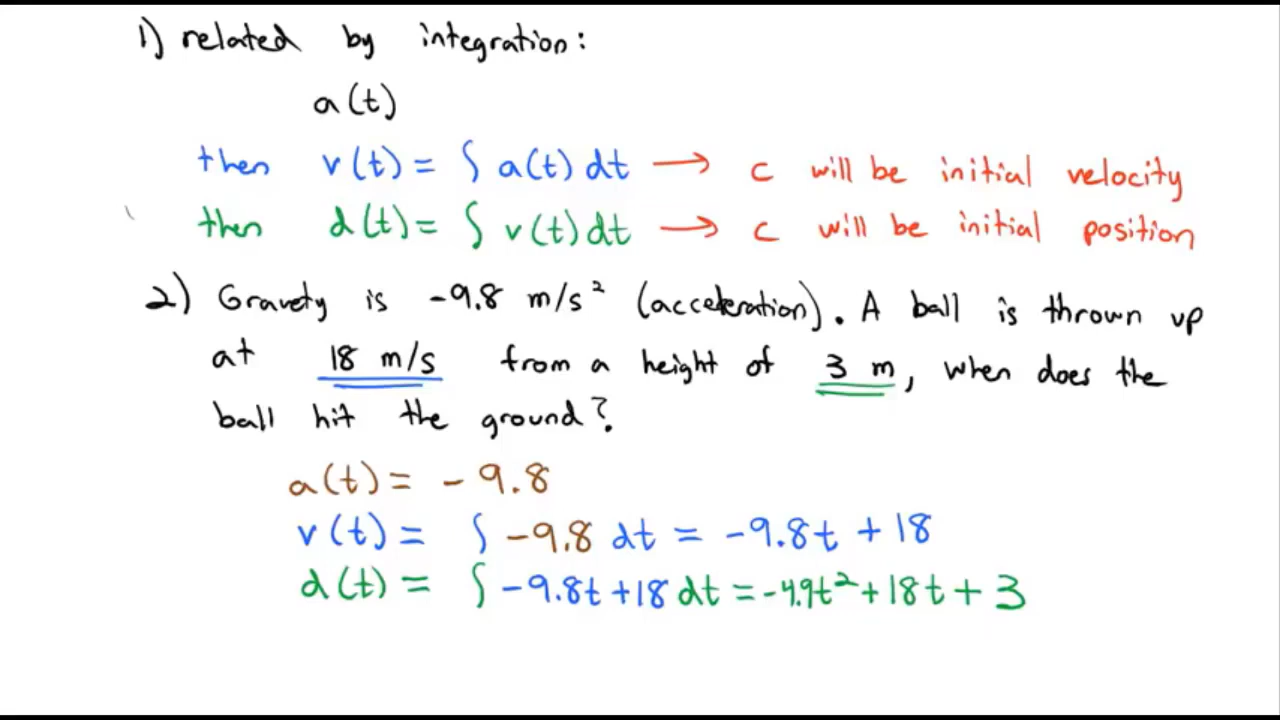 1) related by integration:
a(t)
then v(t) = ∫ a(t) dt → c will be initial velocity
then d(t) = ∫ v(t) dt → c will be initial position
2) Gravety is -9.8 m/s² (acceleration). A ball is thrown up
at 18 m/s from a height of 3 m, when does the
ball hit the ground?
a(t) = -9.8
v(t) = ∫ -9.8 dt = -9.8t + 18
d(t) = ∫ -9.8t + 18 dt = -4.9t² + 18t + 3